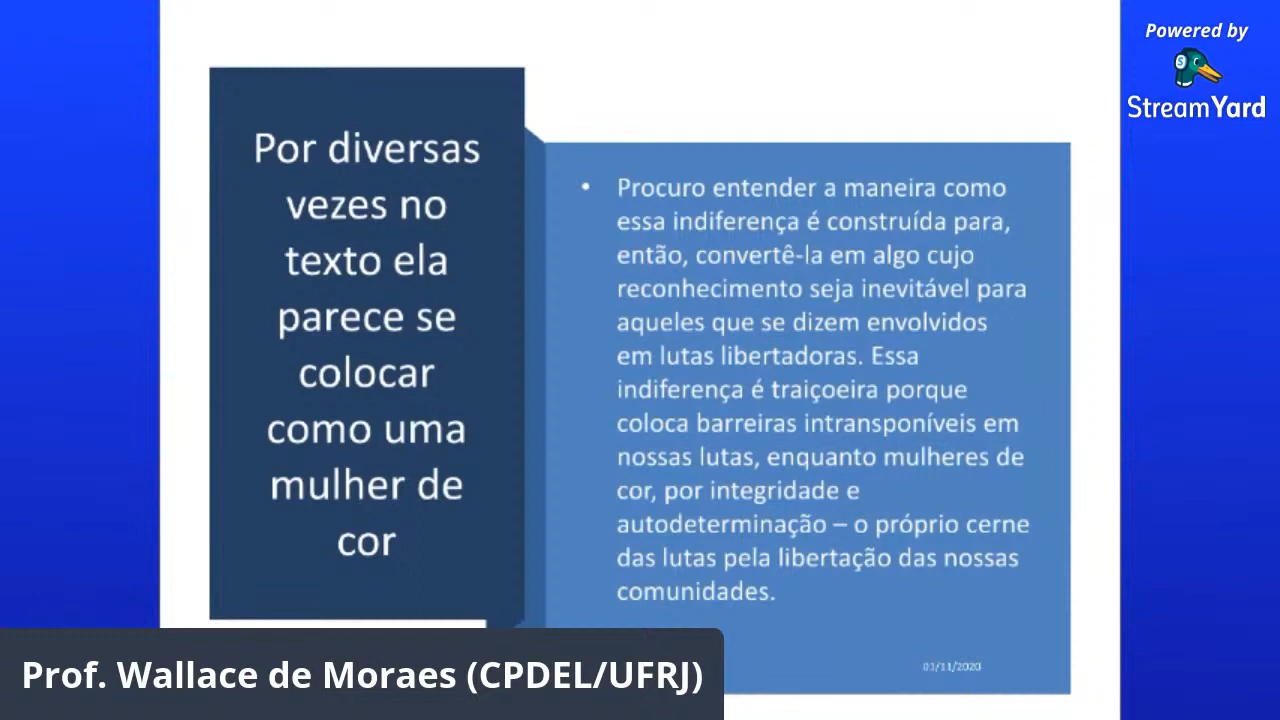 Powered by
StreamYard
Por diversas
vezes no
texto ela
parece se
colocar
como uma
mulher de
cor
• Procuro entender a maneira como
essa indiferença é construída para,
então, convertê-la em algo cujo
reconhecimento seja inevitável para
aqueles que se dizem envolvidos
em lutas libertadoras. Essa
indiferença é traiçoeira porque
coloca barreiras intransponíveis em
nossas lutas, enquanto mulheres de
cor, por integridade e
autodeterminação – o próprio cerne
das lutas pela libertação das nossas
comunidades.
03/11/2020
Prof. Wallace de Moraes (CPDEL/UFRJ)